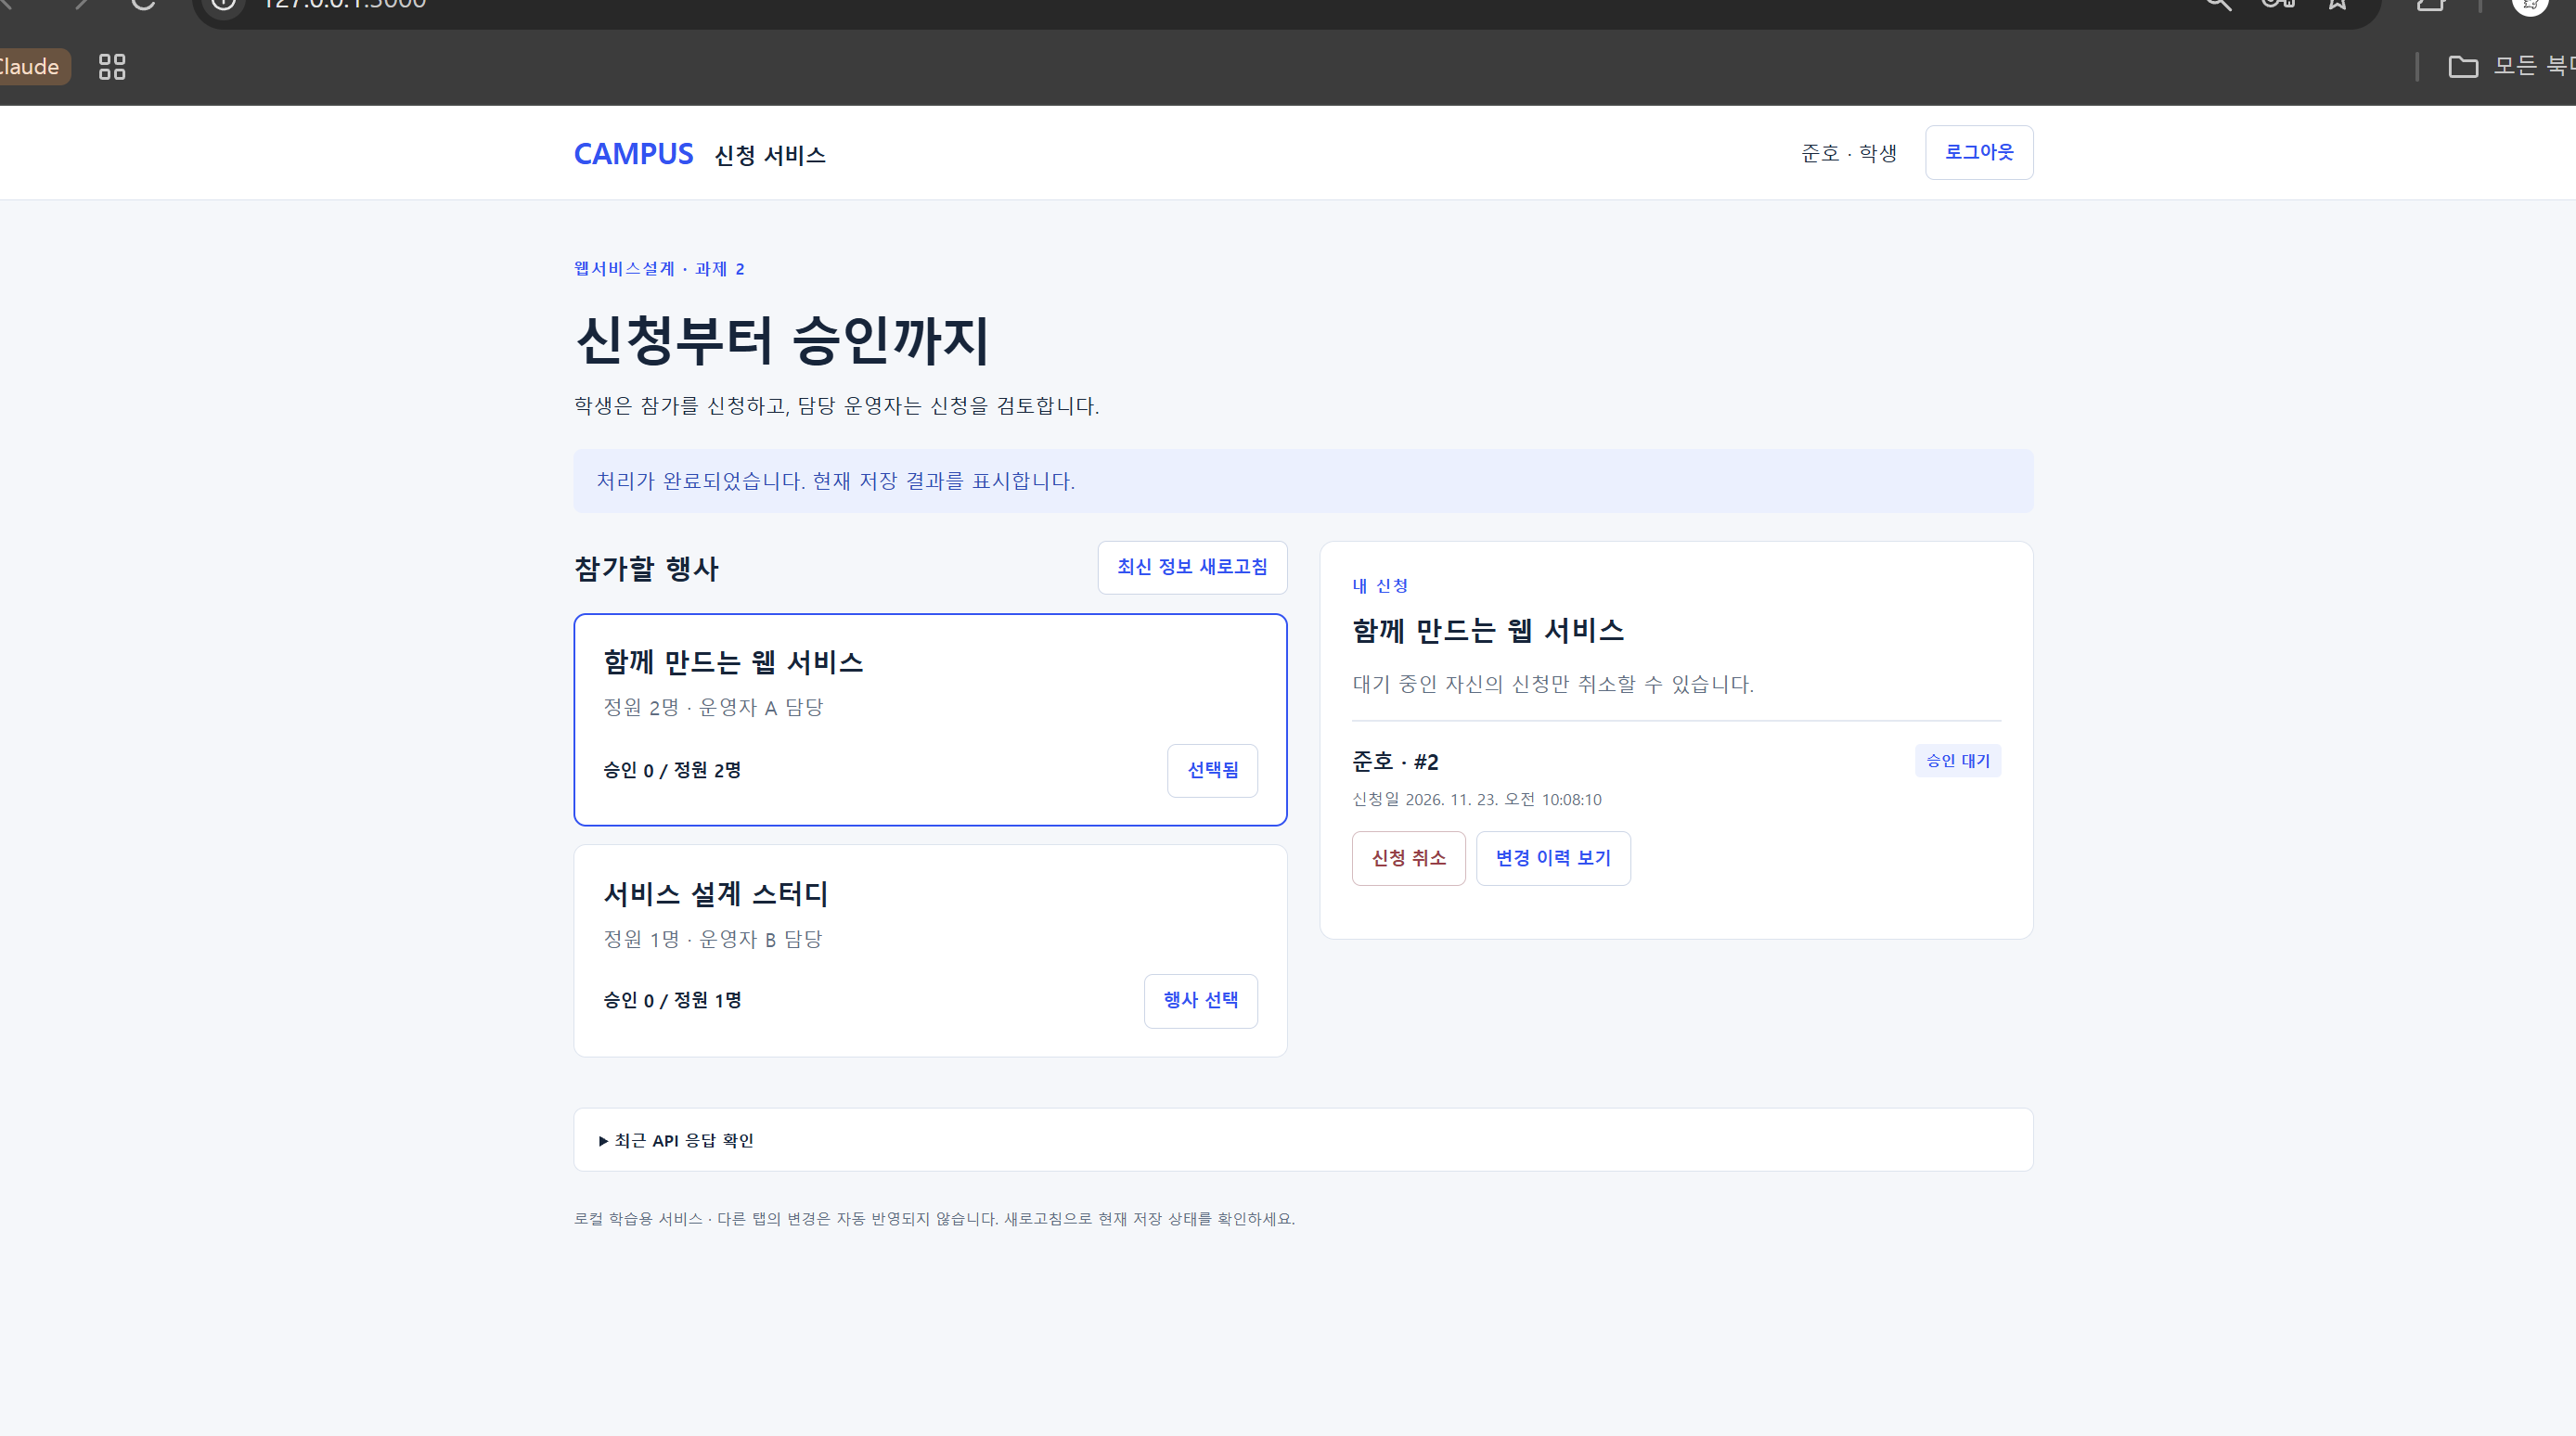 Claude
CAMPUS 신청 서비스
준호 · 학생
로그아웃
웹서비스설계 · 과제 2
신청부터 승인까지
학생은 참가를 신청하고, 담당 운영자는 신청을 검토합니다.
처리가 완료되었습니다. 현재 저장 결과를 표시합니다.
참가할 행사
최신 정보 새로고침
함께 만드는 웹 서비스
정원 2명 · 운영자 A 담당
승인 0 / 정원 2명
선택됨
서비스 설계 스터디
정원 1명 · 운영자 B 담당
승인 0 / 정원 1명
행사 선택
내 신청
함께 만드는 웹 서비스
대기 중인 자신의 신청만 취소할 수 있습니다.
준호 · #2
승인 대기
신청일 2026. 11. 23. 오전 10:08:10
신청 취소
변경 이력 보기
▶ 최근 API 응답 확인
로컬 학습용 서비스 · 다른 탭의 변경은 자동 반영되지 않습니다. 새로고침으로 현재 저장 상태를 확인하세요.